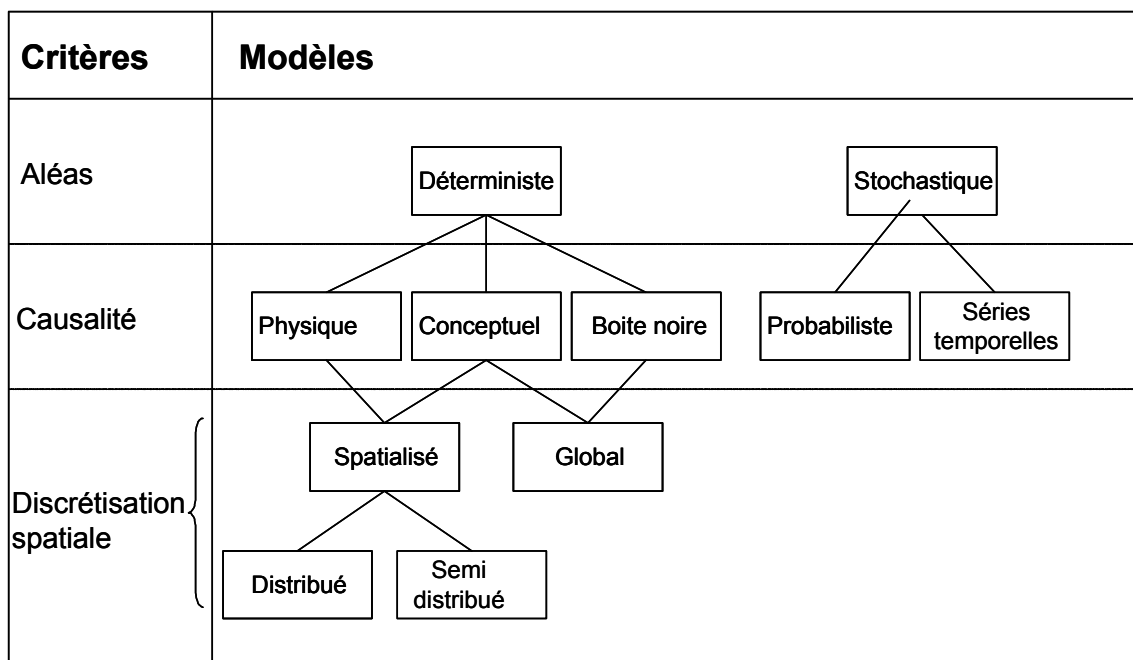 Critères
Modèles
Aléas
Déterministe
Stochastique
Causalité
Physique
Conceptuel
Boite noire
Probabiliste
Séries
temporelles
Discrétisation
spatiale
Spatialisé
Global
Distribué
Semi
distribué